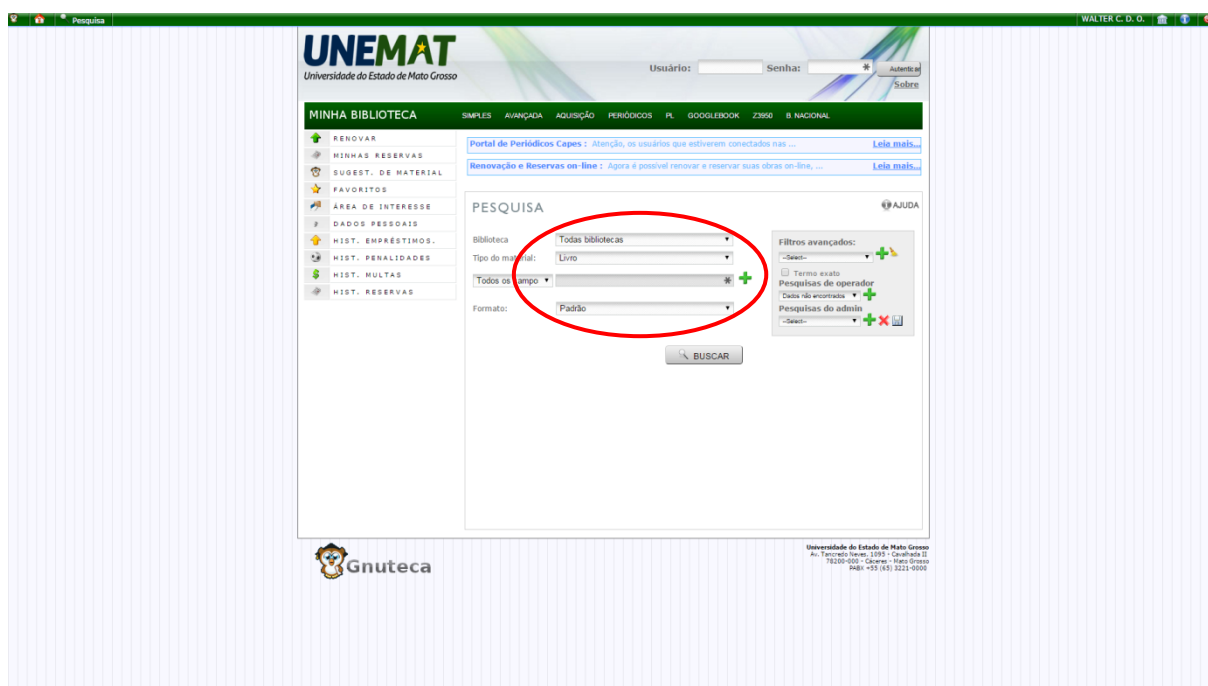 Pesquisa
WALTER C. D. O.
UNEMAT
Universidade do Estado de Mato Grosso
Usuário:
Senha:
Autenticar
Sobre
MINHA BIBLIOTECA
SIMPLES AVANÇADA AQUISIÇÃO PERIÓDICOS PL GOOGLEBOOK Z3950 B. NACIONAL
RENOVAR
MINHAS RESERVAS
SUGEST. DE MATERIAL
FAVORITOS
ÁREA DE INTERESSE
DADOS PESSOAIS
HIST. EMPRÉSTIMOS.
HIST. PENALIDADES
HIST. MULTAS
HIST. RESERVAS
Portal de Periódicos Capes : Atenção, os usuários que estiverem conectados nas ... Leia mais...
Renovação e Reservas on-line : Agora é possível renovar e reservar suas obras on-line, ... Leia mais...
PESQUISA
AJUDA
Biblioteca Todas bibliotecas
Tipo do material: Livro
Todos os campo
Formato: Padrão
BUSCAR
Filtros avançados:
--Select--
Termo exato
Pesquisas de operador
Dados não encontrados
Pesquisas do admin
--Select--
Gnuteca
Universidade do Estado de Mato Grosso
Av. Tancredo Neves, 1095 - Cavalhada II
78200-000 - Cáceres - Mato Grosso
PABX +55 (65) 3221-0000